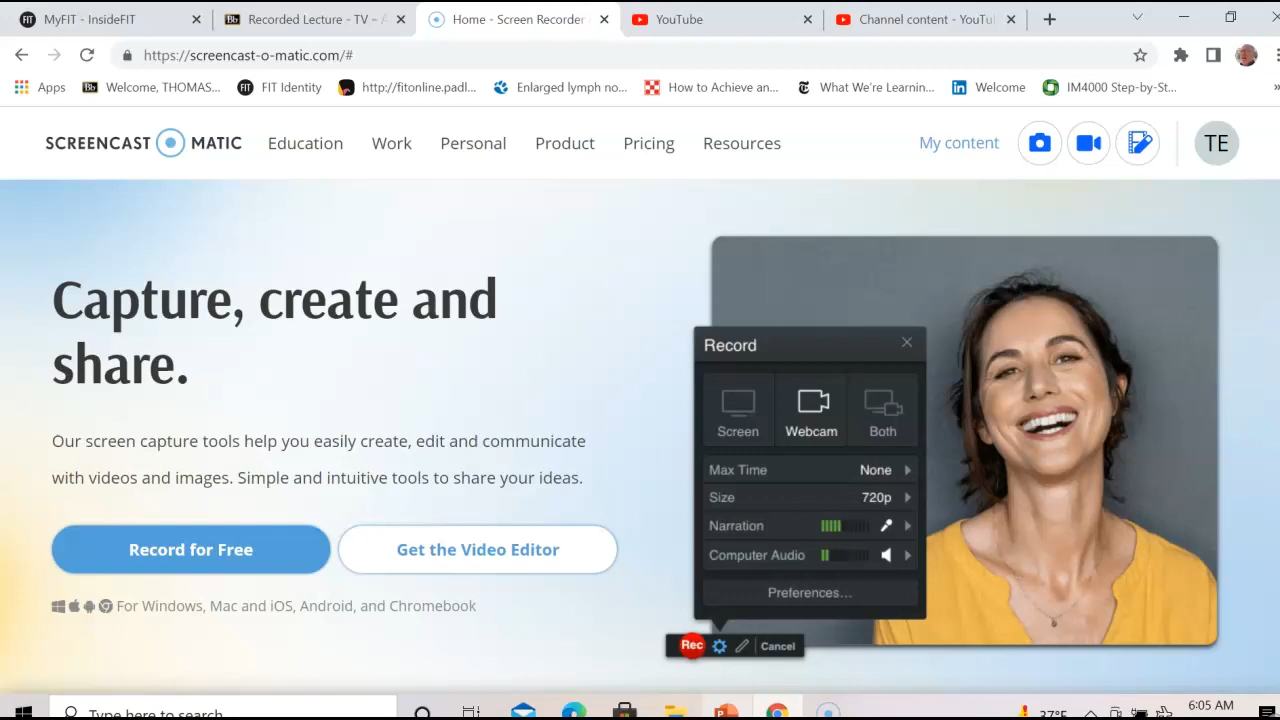 MyFIT - InsideFIT
Recorded Lecture - TV – A
Home - Screen Recorder
YouTube
Channel content - YouTu
https://screencast-o-matic.com/#
Apps
Bb
Welcome, THOMAS...
FIT Identity
http://fitonline.padl...
Enlarged lymph no...
How to Achieve an...
What We're Learnin...
Welcome
IM4000 Step-by-St...
SCREENCAST O MATIC
Education
Work
Personal
Product
Pricing
Resources
My content
TE
Capture, create and
share.
Our screen capture tools help you easily create, edit and communicate
with videos and images. Simple and intuitive tools to share your ideas.
Record for Free
Get the Video Editor
For Windows, Mac and iOS, Android, and Chromebook
Record
Screen
Webcam
Both
Max Time None
Size 720p
Narration
Computer Audio
Preferences...
Rec
Cancel
Type here to search
37°F
6:05 AM